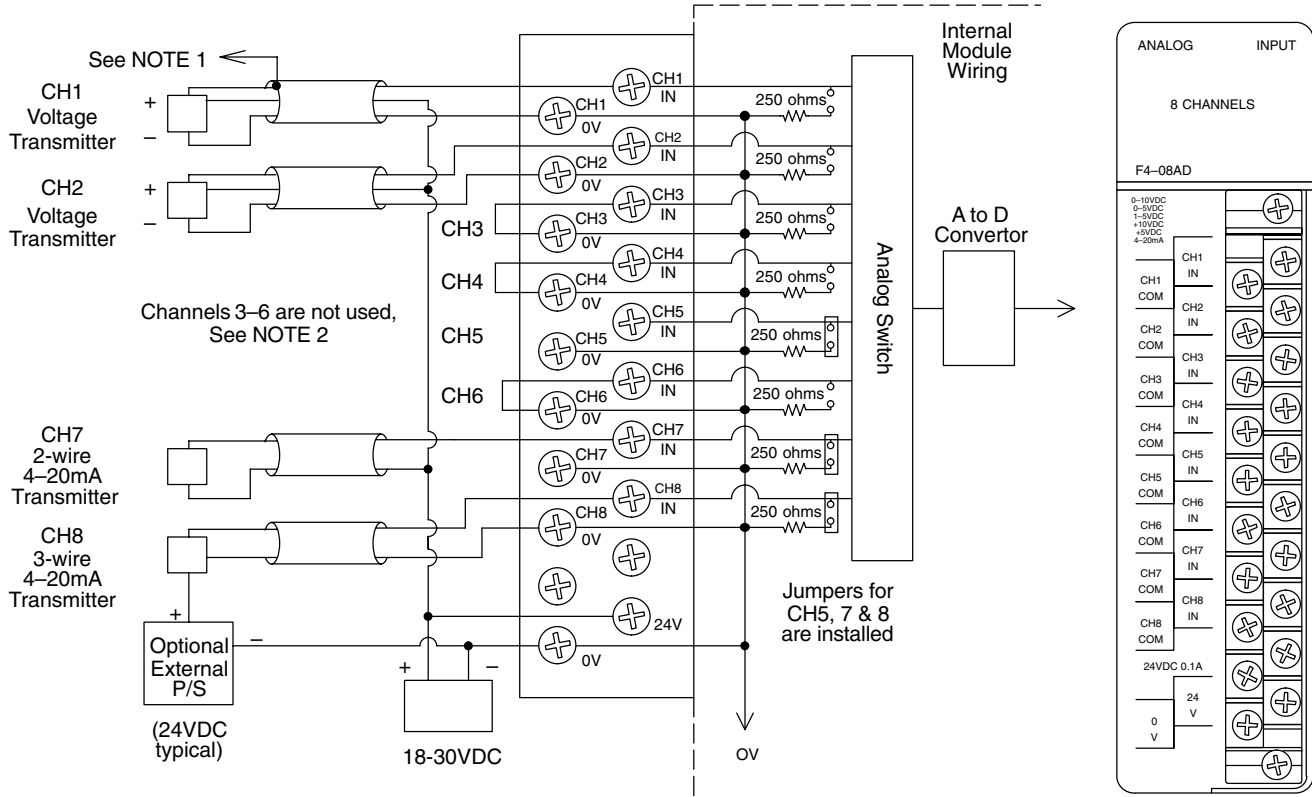 See NOTE 1
CH1
Voltage
Transmitter
+
–
CH2
Voltage
Transmitter
+
–
Channels 3–6 are not used,
See NOTE 2
CH3
CH4
CH5
CH6
CH7
2-wire
4–20mA
Transmitter
CH8
3-wire
4–20mA
Transmitter
+
–
Optional
External
P/S
(24VDC
typical)
+
–
18-30VDC
CH1
IN
CH1
0V
CH2
IN
CH2
0V
CH3
IN
CH3
0V
CH4
IN
CH4
0V
CH5
IN
CH5
0V
CH6
IN
CH6
0V
CH7
IN
CH7
0V
CH8
IN
CH8
0V
24V
0V
Internal
Module
Wiring
250 ohms
250 ohms
250 ohms
250 ohms
250 ohms
250 ohms
250 ohms
250 ohms
Analog Switch
A to D
Convertor
Jumpers for
CH5, 7 & 8
are installed
OV
ANALOG INPUT
8 CHANNELS
F4–08AD
0–10VDC
0–5VDC
1–5VDC
+10VDC
+5VDC
4–20mA
CH1
IN
CH1
COM
CH2
IN
CH2
COM
CH3
IN
CH3
COM
CH4
IN
CH4
COM
CH5
IN
CH5
COM
CH6
IN
CH6
COM
CH7
IN
CH7
COM
CH8
IN
CH8
COM
24VDC 0.1A
24
V
0
V